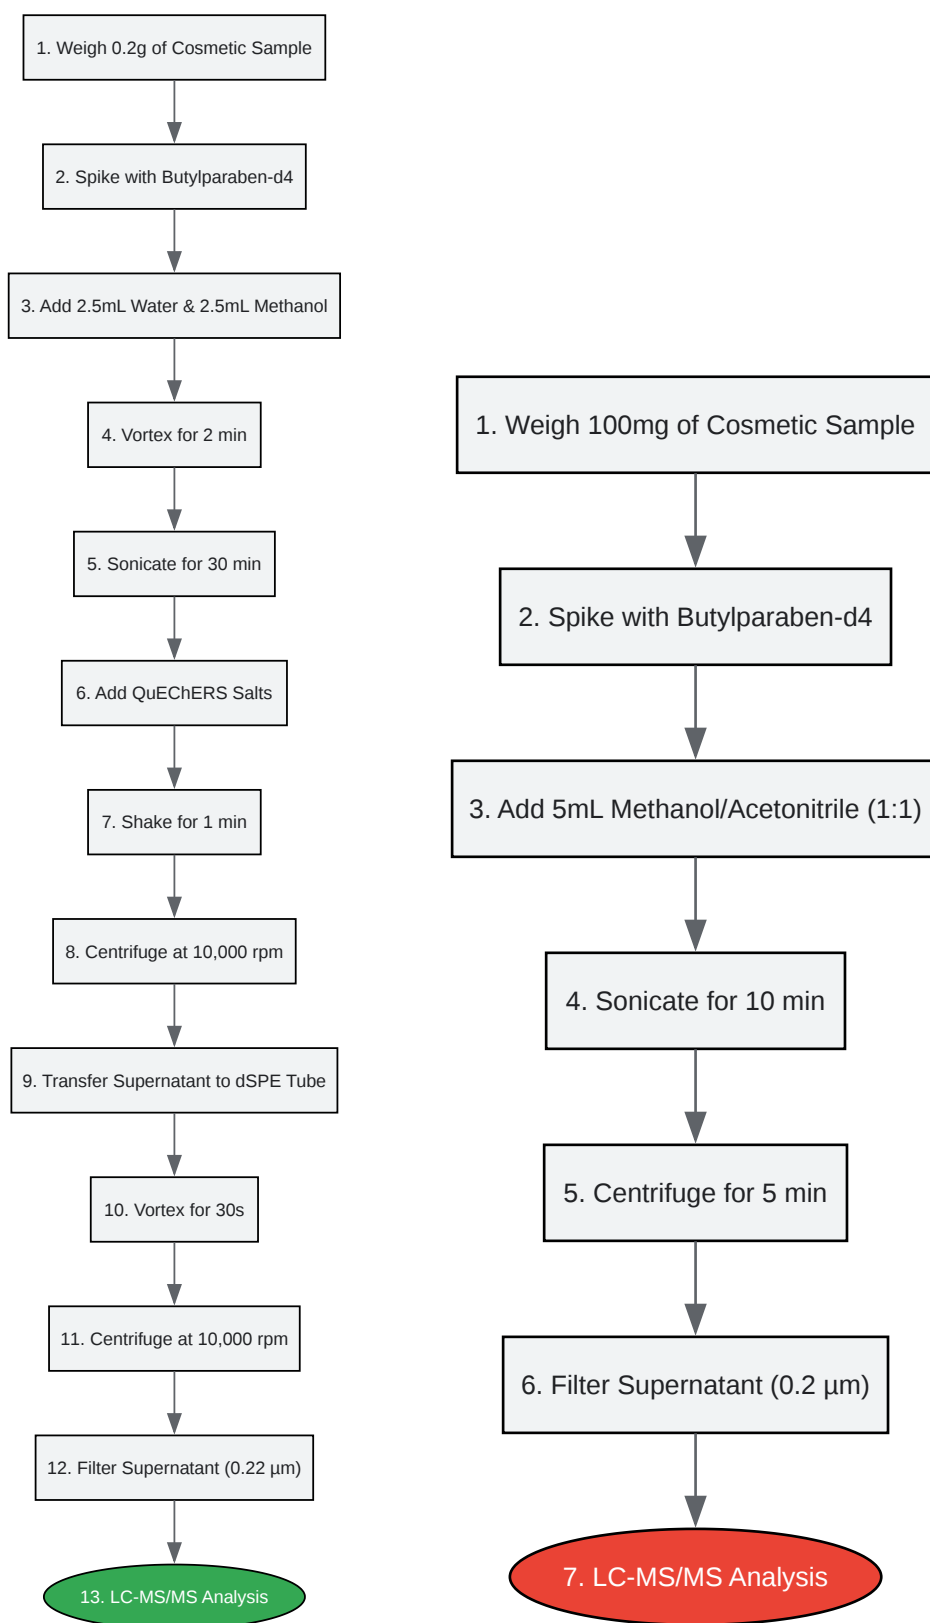 1. Weigh 0.2g of Cosmetic Sample
2. Spike with Butylparaben-d4
3. Add 2.5mL Water & 2.5mL Methanol
4. Vortex for 2 min
5. Sonicate for 30 min
6. Add QuEChERS Salts
7. Shake for 1 min
8. Centrifuge at 10,000 rpm
9. Transfer Supernatant to dSPE Tube
10. Vortex for 30s
11. Centrifuge at 10,000 rpm
12. Filter Supernatant (0.22 µm)
13. LC-MS/MS Analysis
1. Weigh 100mg of Cosmetic Sample
2. Spike with Butylparaben-d4
3. Add 5mL Methanol/Acetonitrile (1:1)
4. Sonicate for 10 min
5. Centrifuge for 5 min
6. Filter Supernatant (0.2 µm)
7. LC-MS/MS Analysis